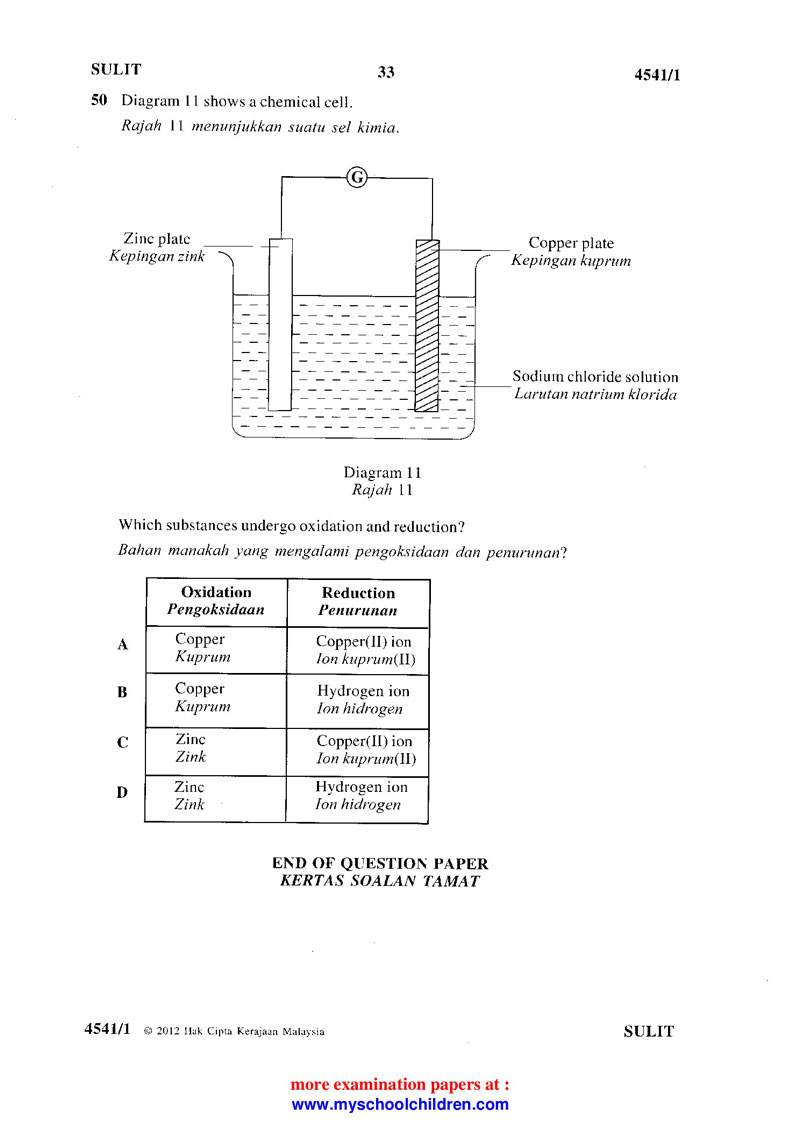 SULIT 33 4541/1
50 Diagram 11 shows a chemical cell.
Rajah 11 menunjukkan suatu sel kimia.
G
Zinc plate
Kepingan zink
Copper plate
Kepingan kuprum
Sodium chloride solution
Larutan natrium klorida
Diagram 11
Rajah 11
Which substances undergo oxidation and reduction?
Bahan manakah yang mengalami pengoksidaan dan penurunan?
Oxidation Reduction
Pengoksidaan Penurunan
A Copper Copper(II) ion
Kuprum Ion kuprum(II)
B Copper Hydrogen ion
Kuprum Ion hidrogen
C Zinc Copper(II) ion
Zink Ion kuprum(II)
D Zinc Hydrogen ion
Zink Ion hidrogen
END OF QUESTION PAPER
KERTAS SOALAN TAMAT
4541/1 © 2012 Hak Cipta Kerajaan Malaysia SULIT
more examination papers at :
www.myschoolchildren.com